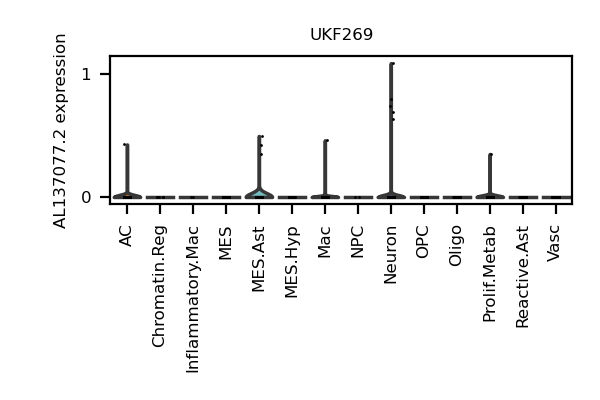 UKF269
AL137077.2 expression
1
0
AC
Chromatin.Reg
Inflammatory.Mac
MES
MES.Ast
MES.Hyp
Mac
NPC
Neuron
OPC
Oligo
Prolif.Metab
Reactive.Ast
Vasc